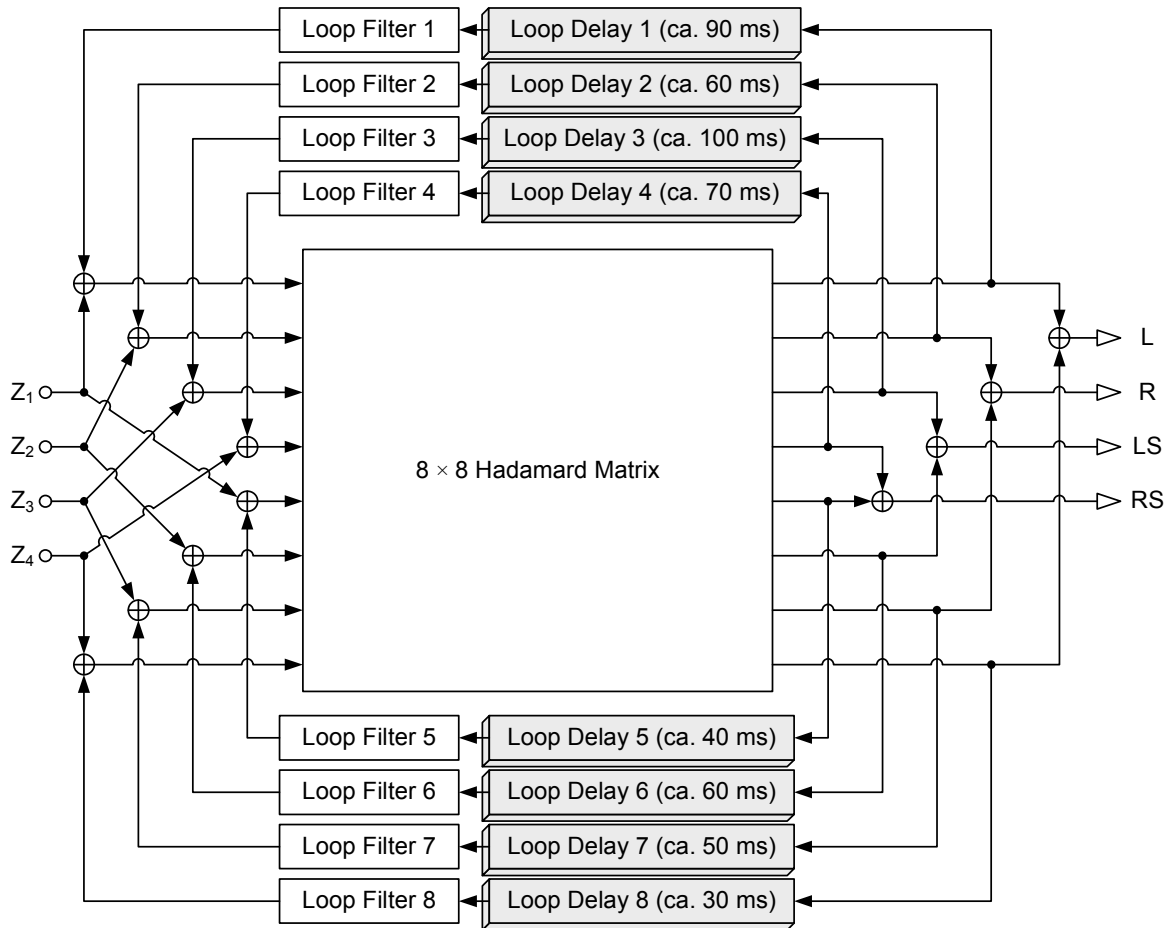 Loop Filter 1 Loop Delay 1 (ca. 90 ms)
Loop Filter 2 Loop Delay 2 (ca. 60 ms)
Loop Filter 3 Loop Delay 3 (ca. 100 ms)
Loop Filter 4 Loop Delay 4 (ca. 70 ms)
L
Z₁ R
Z₂ 8 × 8 Hadamard Matrix LS
Z₃ RS
Z₄
Loop Filter 5 Loop Delay 5 (ca. 40 ms)
Loop Filter 6 Loop Delay 6 (ca. 60 ms)
Loop Filter 7 Loop Delay 7 (ca. 50 ms)
Loop Filter 8 Loop Delay 8 (ca. 30 ms)